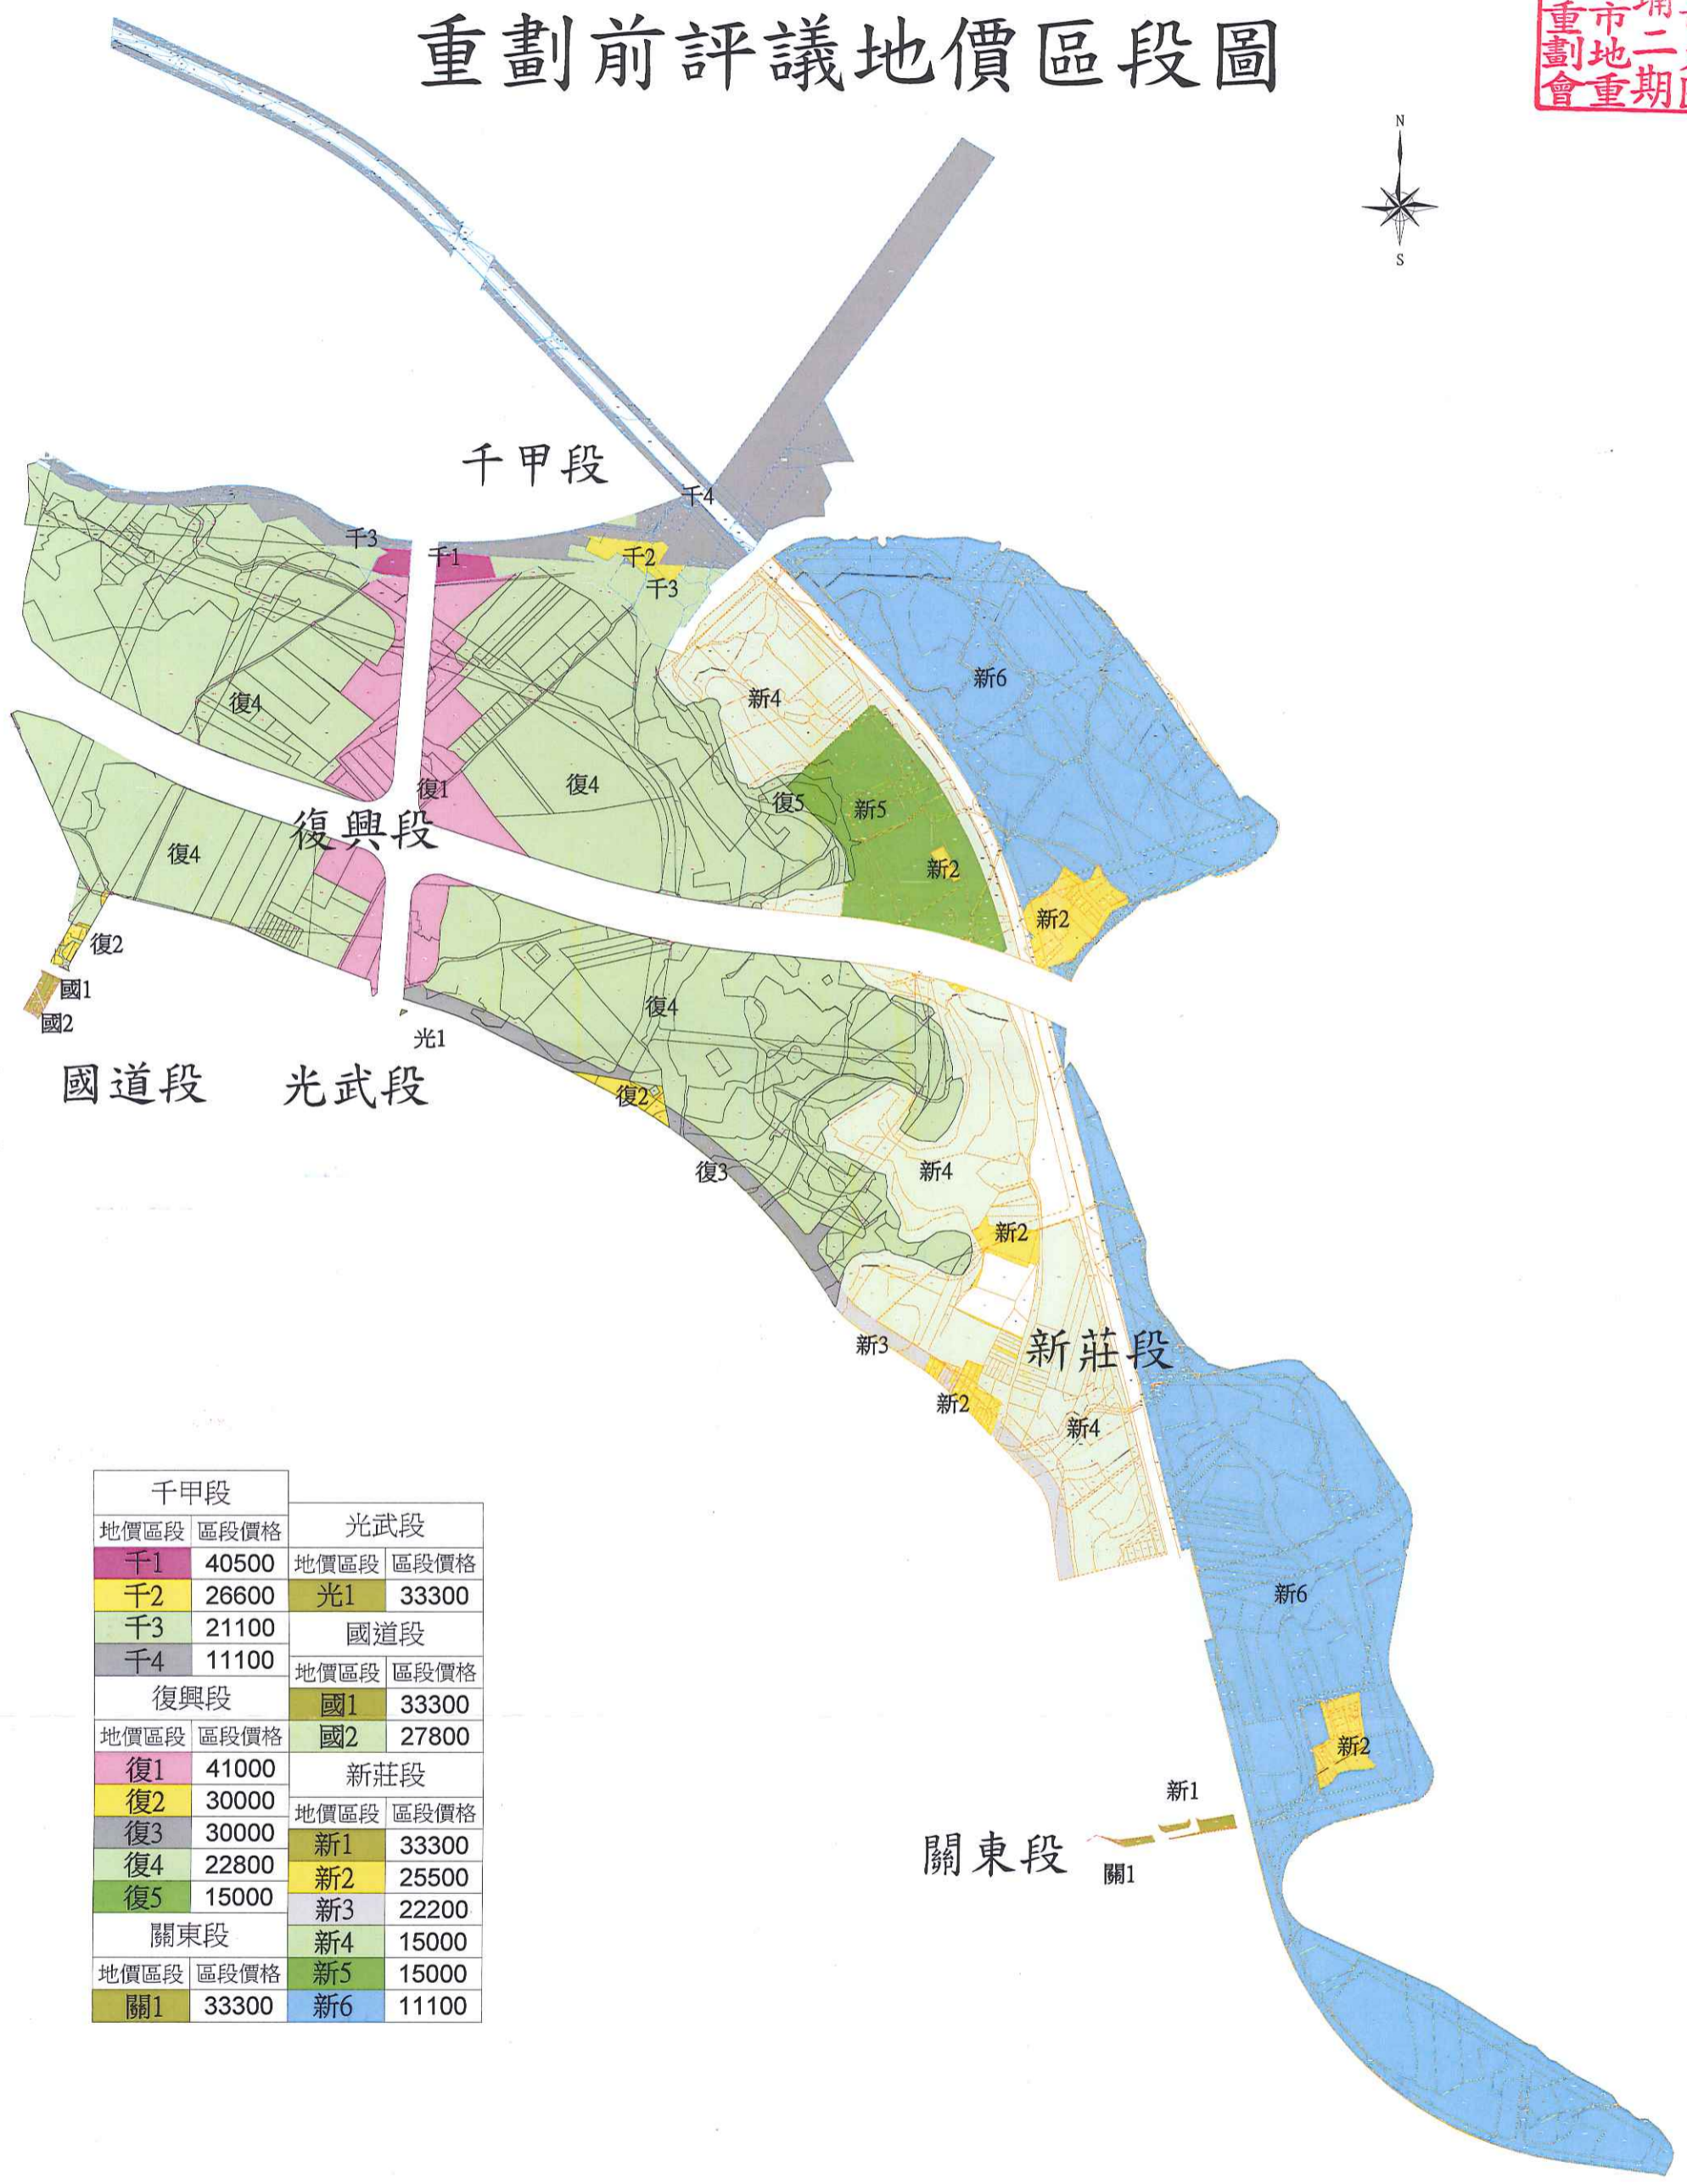 重劃前評議地價區段圖
重劃會
市地重
二期
N
S
千甲段
千4
千3
千1
千2
千3
新6
復4
新4
復1
復4
復5
新5
復興段
復4
新2
新2
復2
國1
國2
復4
光1
國道段
光武段
復2
復3
新4
新2
新3
新莊段
新2
新4
新6
新2
新1
關東段
關1
千甲段
地價區段 區段價格
千1 40500
千2 26600
千3 21100
千4 11100
復興段
地價區段 區段價格
復1 41000
復2 30000
復3 30000
復4 22800
復5 15000
關東段
地價區段 區段價格
關1 33300
光武段
地價區段 區段價格
光1 33300
國道段
地價區段 區段價格
國1 33300
國2 27800
新莊段
地價區段 區段價格
新1 33300
新2 25500
新3 22200
新4 15000
新5 15000
新6 11100